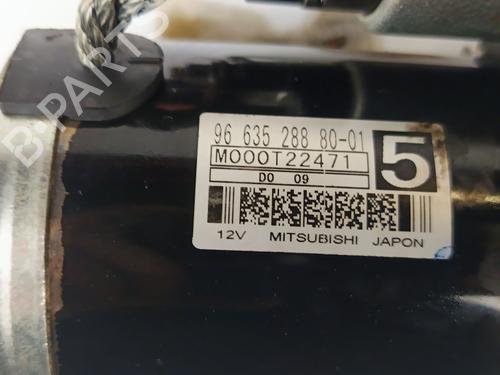 B-PARTS
96 635 288 80-01
M000T22471
5
D0 09
12V MITSUBISHI JAPON